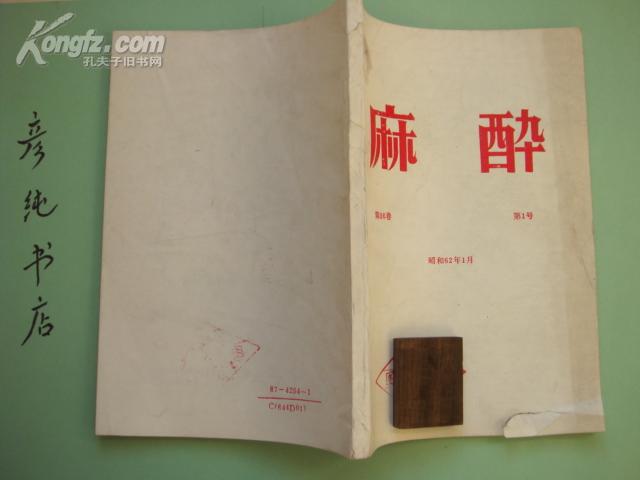 Kongfz.com
孔夫子旧书网
彦纯书店
麻酔
第36卷 第1号
昭和62年1月
87-4204-1